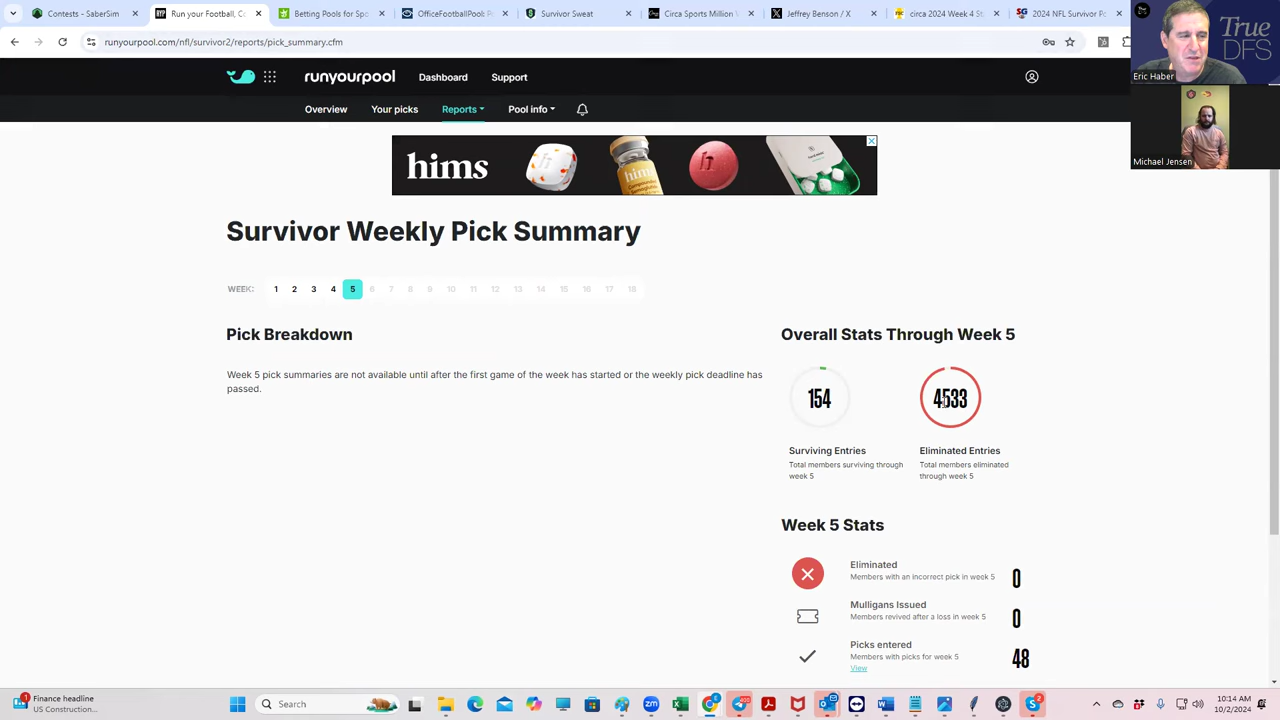 Contests - SaberSim
Run your Football, C
Betting Pools for Spo
OfficeFootballPool: F
Survivor Sweat
Circa Sports Million
Jeffrey Benson / X
circa 2024 Week 4 St
2024 NFL Survivor Po
runyourpool.com/nfl/survivor2/reports/pick_summary.cfm
True DFS
Eric Haber
Michael Jensen
runyourpool
Dashboard
Support
Overview
Your picks
Reports
Pool info
hims
Survivor Weekly Pick Summary
WEEK: 1 2 3 4 5 6 7 8 9 10 11 12 13 14 15 16 17 18
Pick Breakdown
Week 5 pick summaries are not available until after the first game of the week has started or the weekly pick deadline has
passed.
Overall Stats Through Week 5
154
4533
Surviving Entries
Total members surviving through
week 5
Eliminated Entries
Total members eliminated
through week 5
Week 5 Stats
Eliminated
Members with an incorrect pick in week 5
0
Mulligans Issued
Members revived after a loss in week 5
0
Picks entered
Members with picks for week 5
View
48
1
Finance headline
US Construction...
Search
2
10:14 AM
10/2/2024